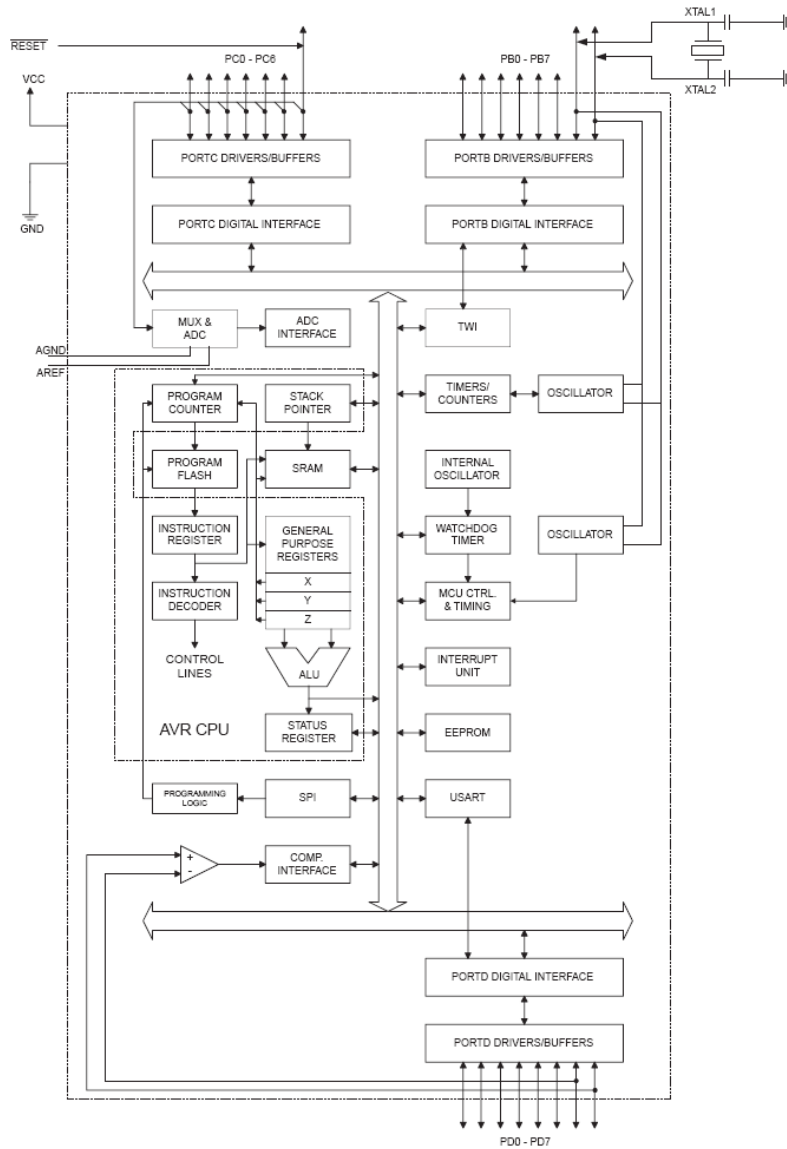 XTAL1
RESET
PC0 - PC6
PB0 - PB7
VCC
XTAL2
PORTC DRIVERS/BUFFERS
PORTB DRIVERS/BUFFERS
GND
PORTC DIGITAL INTERFACE
PORTB DIGITAL INTERFACE
MUX &
ADC
ADC
INTERFACE
TWI
AGND
AREF
PROGRAM
COUNTER
STACK
POINTER
TIMERS/
COUNTERS
OSCILLATOR
PROGRAM
FLASH
SRAM
INTERNAL
OSCILLATOR
INSTRUCTION
REGISTER
GENERAL
PURPOSE
REGISTERS
WATCHDOG
TIMER
OSCILLATOR
X
INSTRUCTION
DECODER
Y
MCU CTRL.
& TIMING
Z
CONTROL
LINES
ALU
INTERRUPT
UNIT
AVR CPU
STATUS
REGISTER
EEPROM
PROGRAMMING
LOGIC
SPI
USART
+
-
COMP.
INTERFACE
PORTD DIGITAL INTERFACE
PORTD DRIVERS/BUFFERS
PD0 - PD7